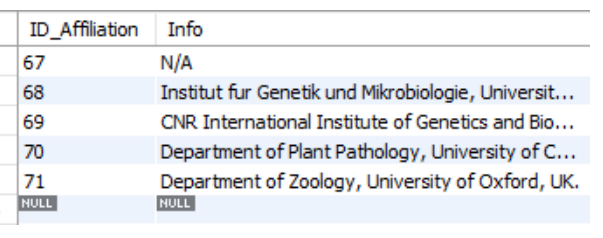 ID_Affiliation Info
67 N/A
68 Institut fur Genetik und Mikrobiologie, Universit...
69 CNR International Institute of Genetics and Bio...
70 Department of Plant Pathology, University of C...
71 Department of Zoology, University of Oxford, UK.
NULL NULL